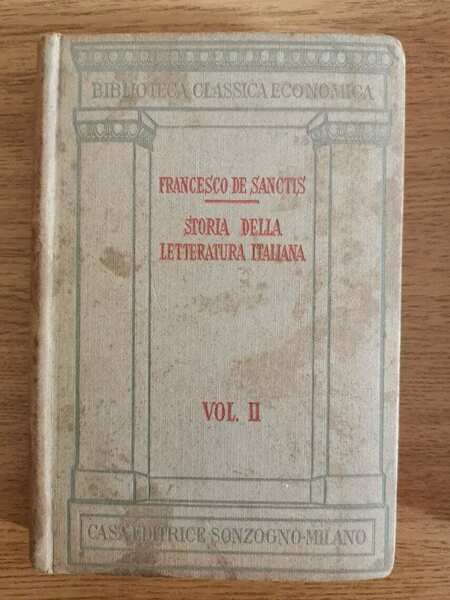 BIBLIOTECA CLASSICA ECONOMICA
FRANCESCO DE SANCTIS
STORIA DELLA
LETTERATURA ITALIANA
VOL. II
CASA EDITRICE SONZOGNO-MILANO